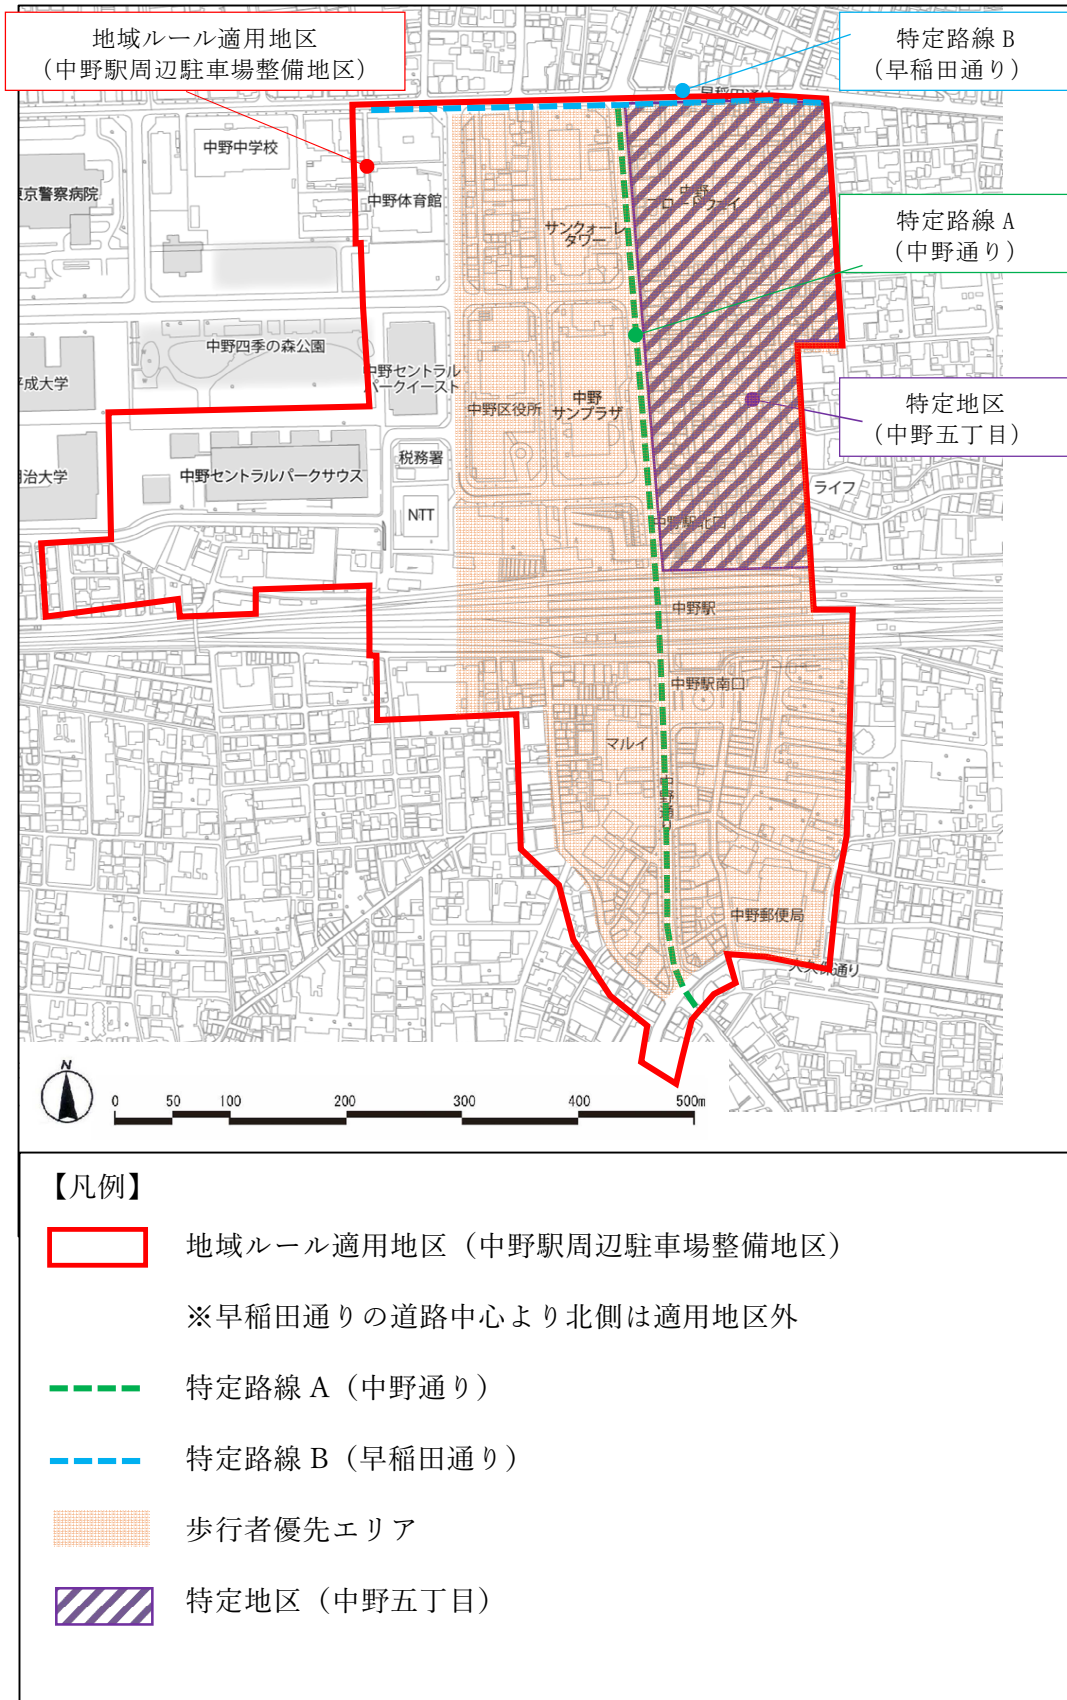 地域ルール適用地区
（中野駅周辺駐車場整備地区）
特定路線 B
（早稲田通り）
早稲田通り
中野中学校
東京警察病院
中野体育館
中野
ブロードウェイ
サンクォーレ
タワー
特定路線 A
（中野通り）
中野四季の森公園
平成大学
中野セントラル
パークイースト
中野区役所
中野
サンプラザ
特定地区
（中野五丁目）
税務署
明治大学
中野セントラルパークサウス
ライフ
NTT
中野駅北口
中野駅
中野駅南口
マルイ
中野通り
中野郵便局
大久保通り
N
0 50 100 200 300 400 500m
【凡例】
地域ルール適用地区（中野駅周辺駐車場整備地区）
※早稲田通りの道路中心より北側は適用地区外
特定路線 A（中野通り）
特定路線 B（早稲田通り）
歩行者優先エリア
特定地区（中野五丁目）